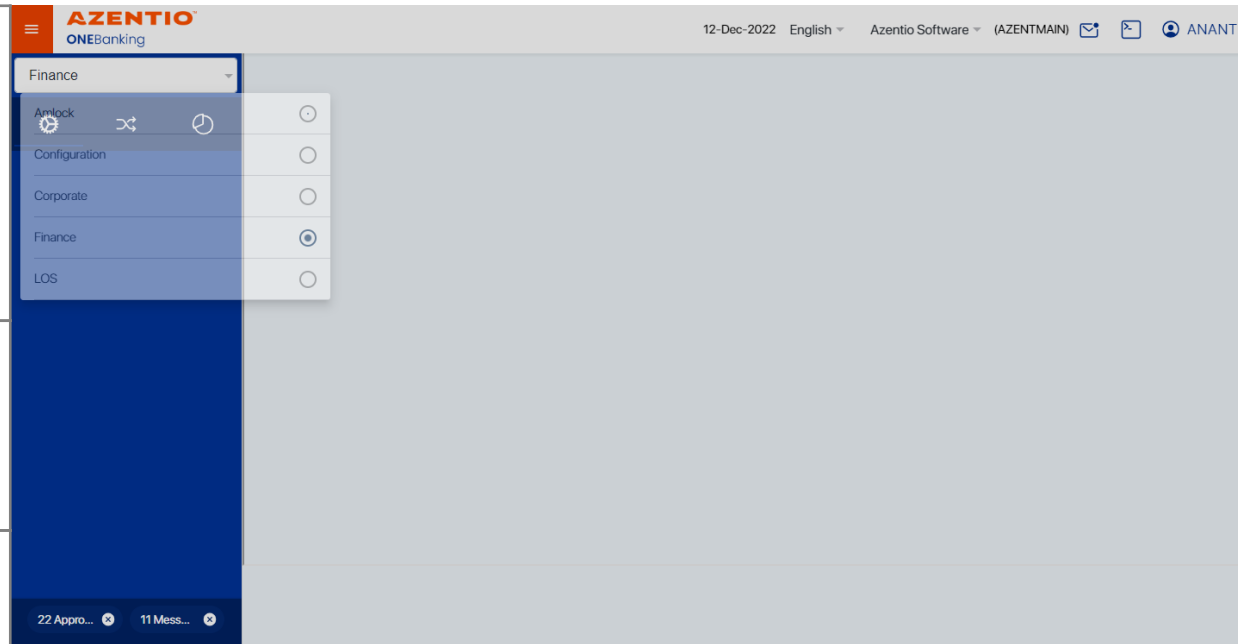 AZENTIO™
ONEBanking
12-Dec-2022 English Azentio Software (AZENTMAIN) ANANT
Finance
Amlock
Configuration
Corporate
Finance
LOS
22 Appro... 11 Mess...